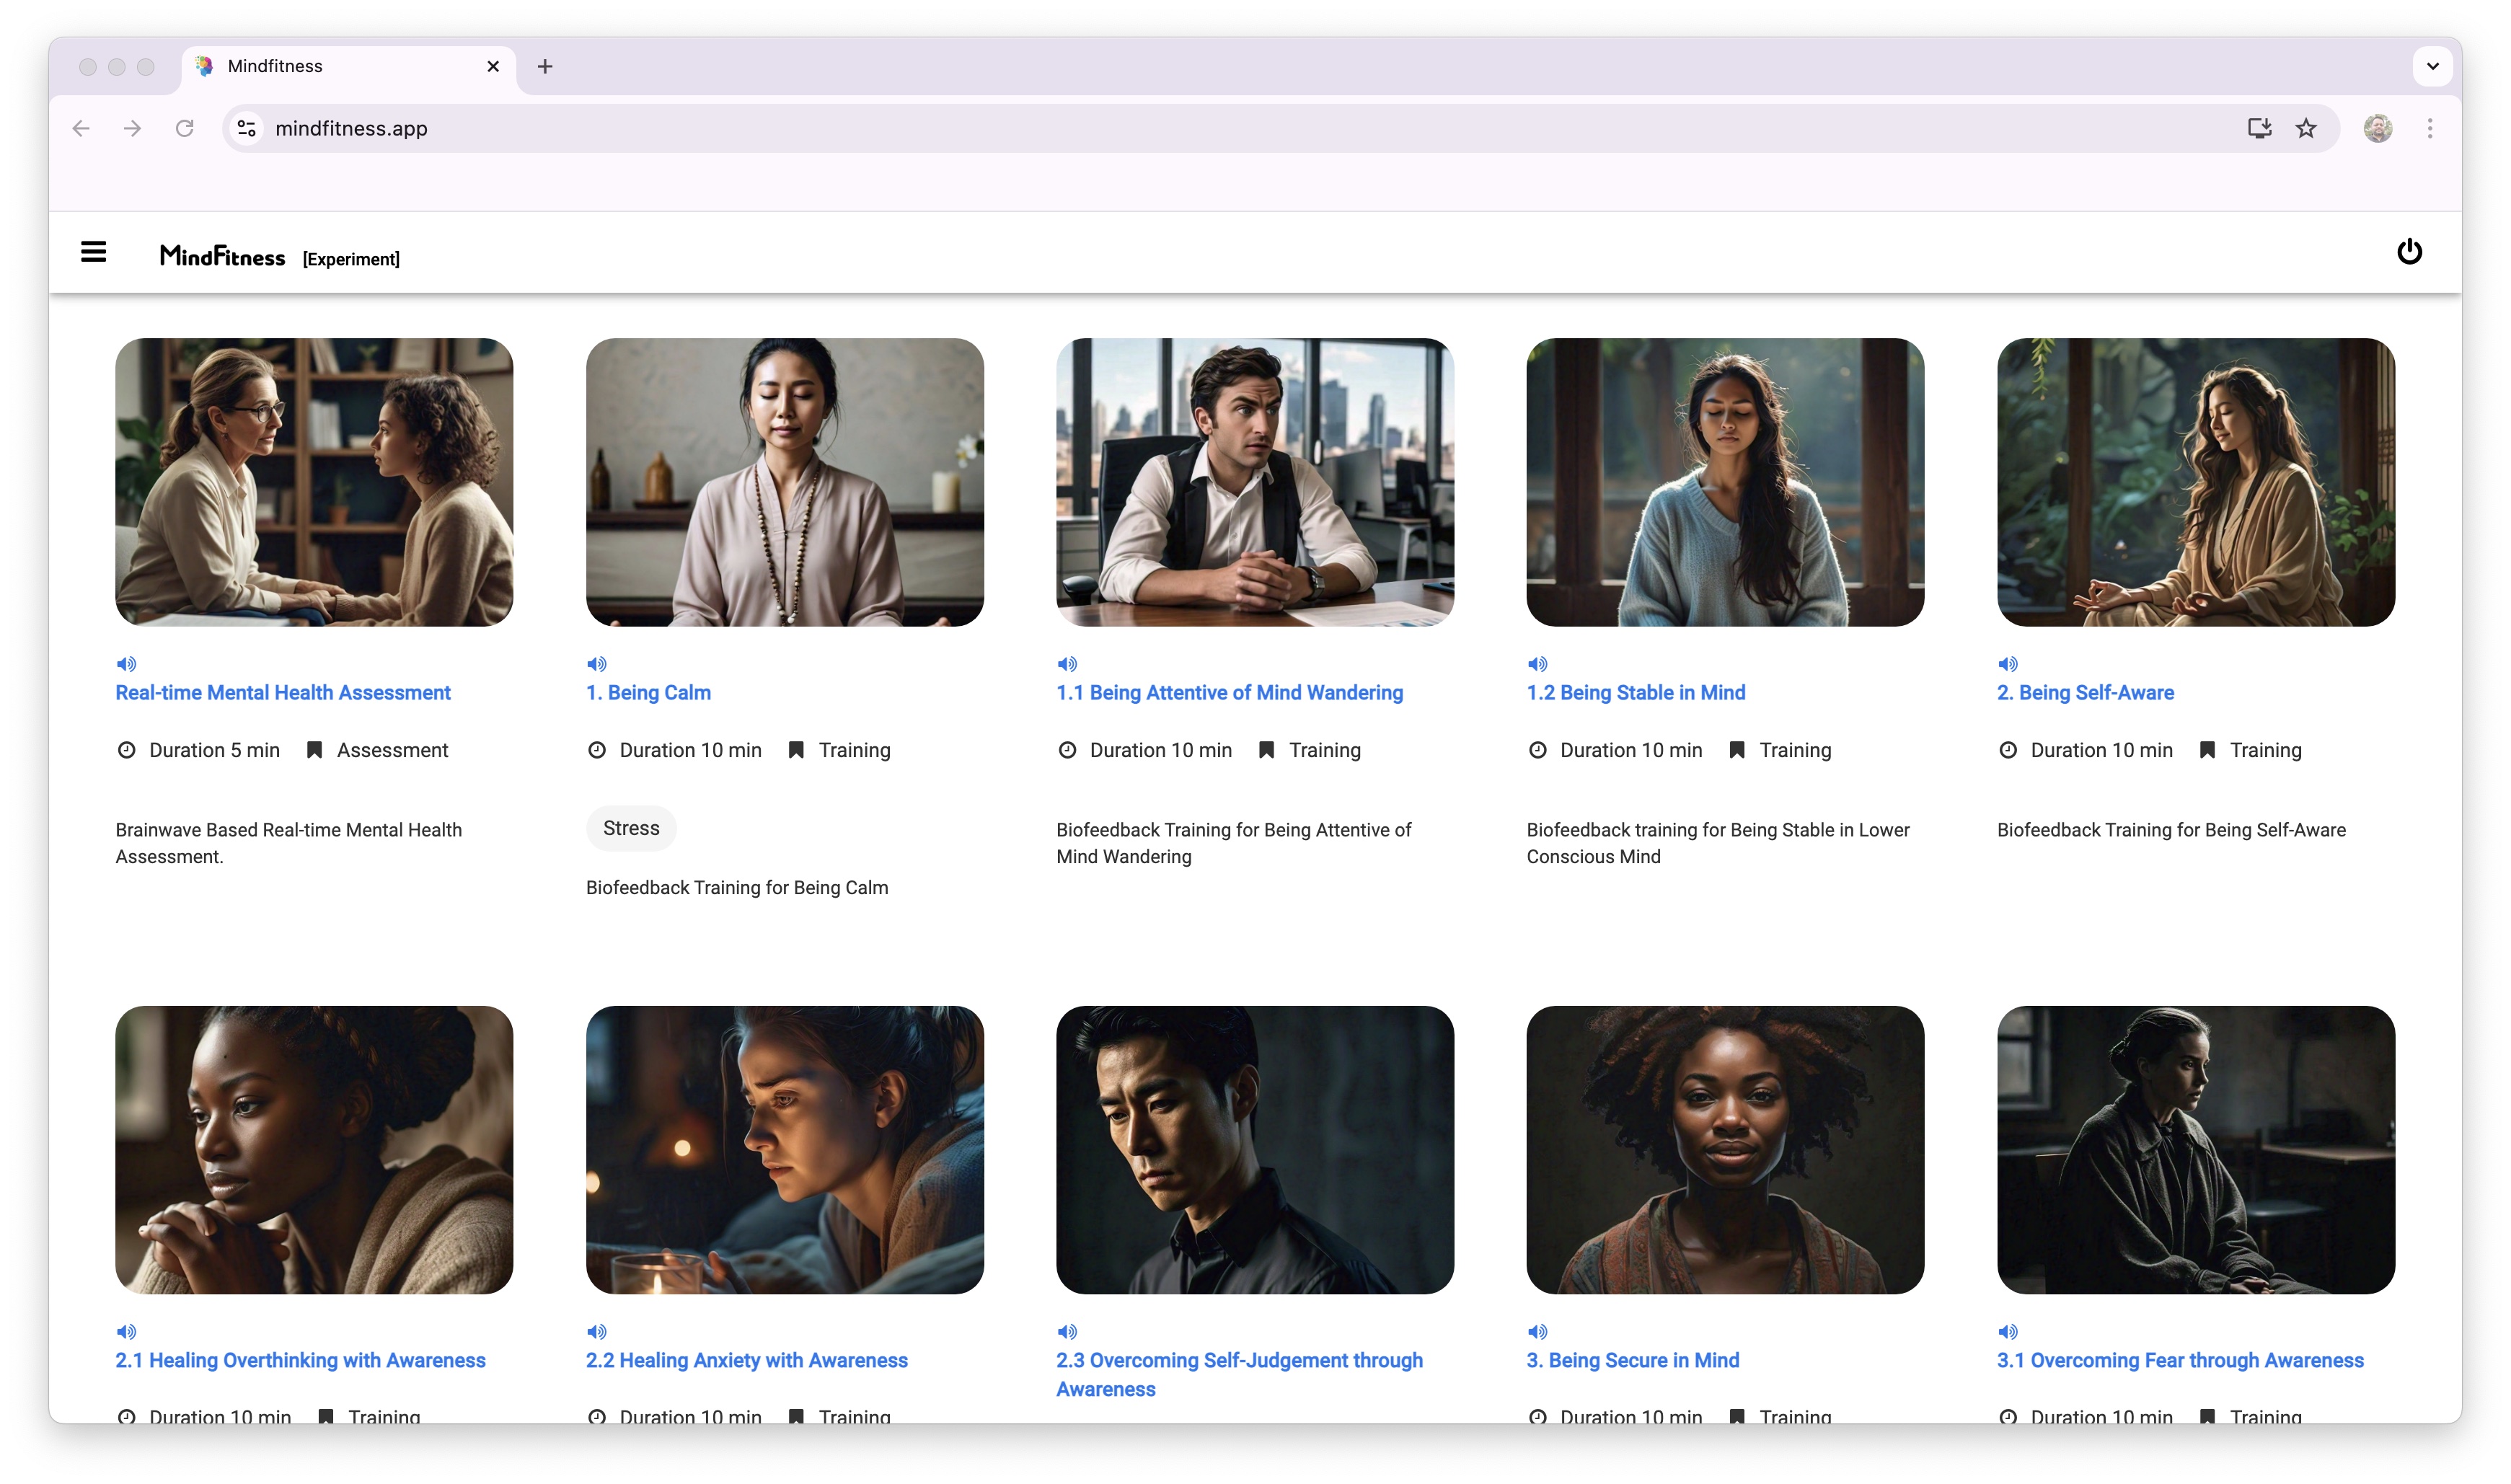 Mindfitness
mindfitness.app
MindFitness [Experiment]
Real-time Mental Health Assessment
Duration 5 min Assessment
Brainwave Based Real-time Mental Health
Assessment.
1. Being Calm
Duration 10 min Training
Stress
Biofeedback Training for Being Calm
1.1 Being Attentive of Mind Wandering
Duration 10 min Training
Biofeedback Training for Being Attentive of
Mind Wandering
1.2 Being Stable in Mind
Duration 10 min Training
Biofeedback training for Being Stable in Lower
Conscious Mind
2. Being Self-Aware
Duration 10 min Training
Biofeedback Training for Being Self-Aware
2.1 Healing Overthinking with Awareness
Duration 10 min Training
2.2 Healing Anxiety with Awareness
Duration 10 min Training
2.3 Overcoming Self-Judgement through
Awareness
3. Being Secure in Mind
Duration 10 min Training
3.1 Overcoming Fear through Awareness
Duration 10 min Training